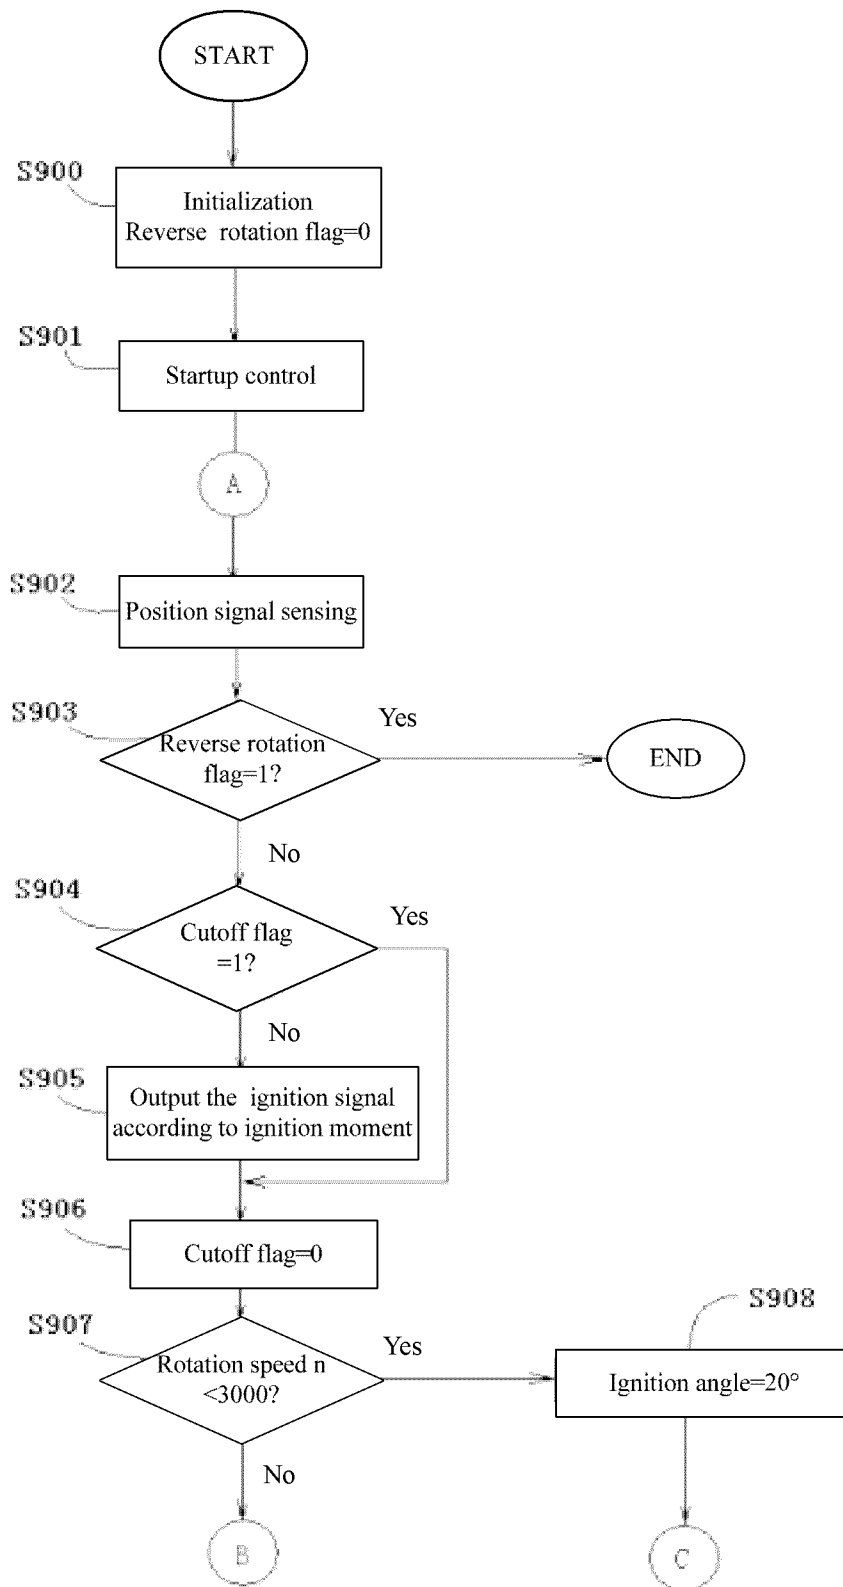 START
S900
Initialization
Reverse rotation flag=0
S901
Startup control
A
S902
Position signal sensing
S903
Reverse rotation
flag=1?
Yes
END
No
S904
Cutoff flag
=1?
Yes
No
S905
Output the ignition signal
according to ignition moment
S906
Cutoff flag=0
S907
Rotation speed n
<3000?
Yes
S908
Ignition angle=20°
No
B
C